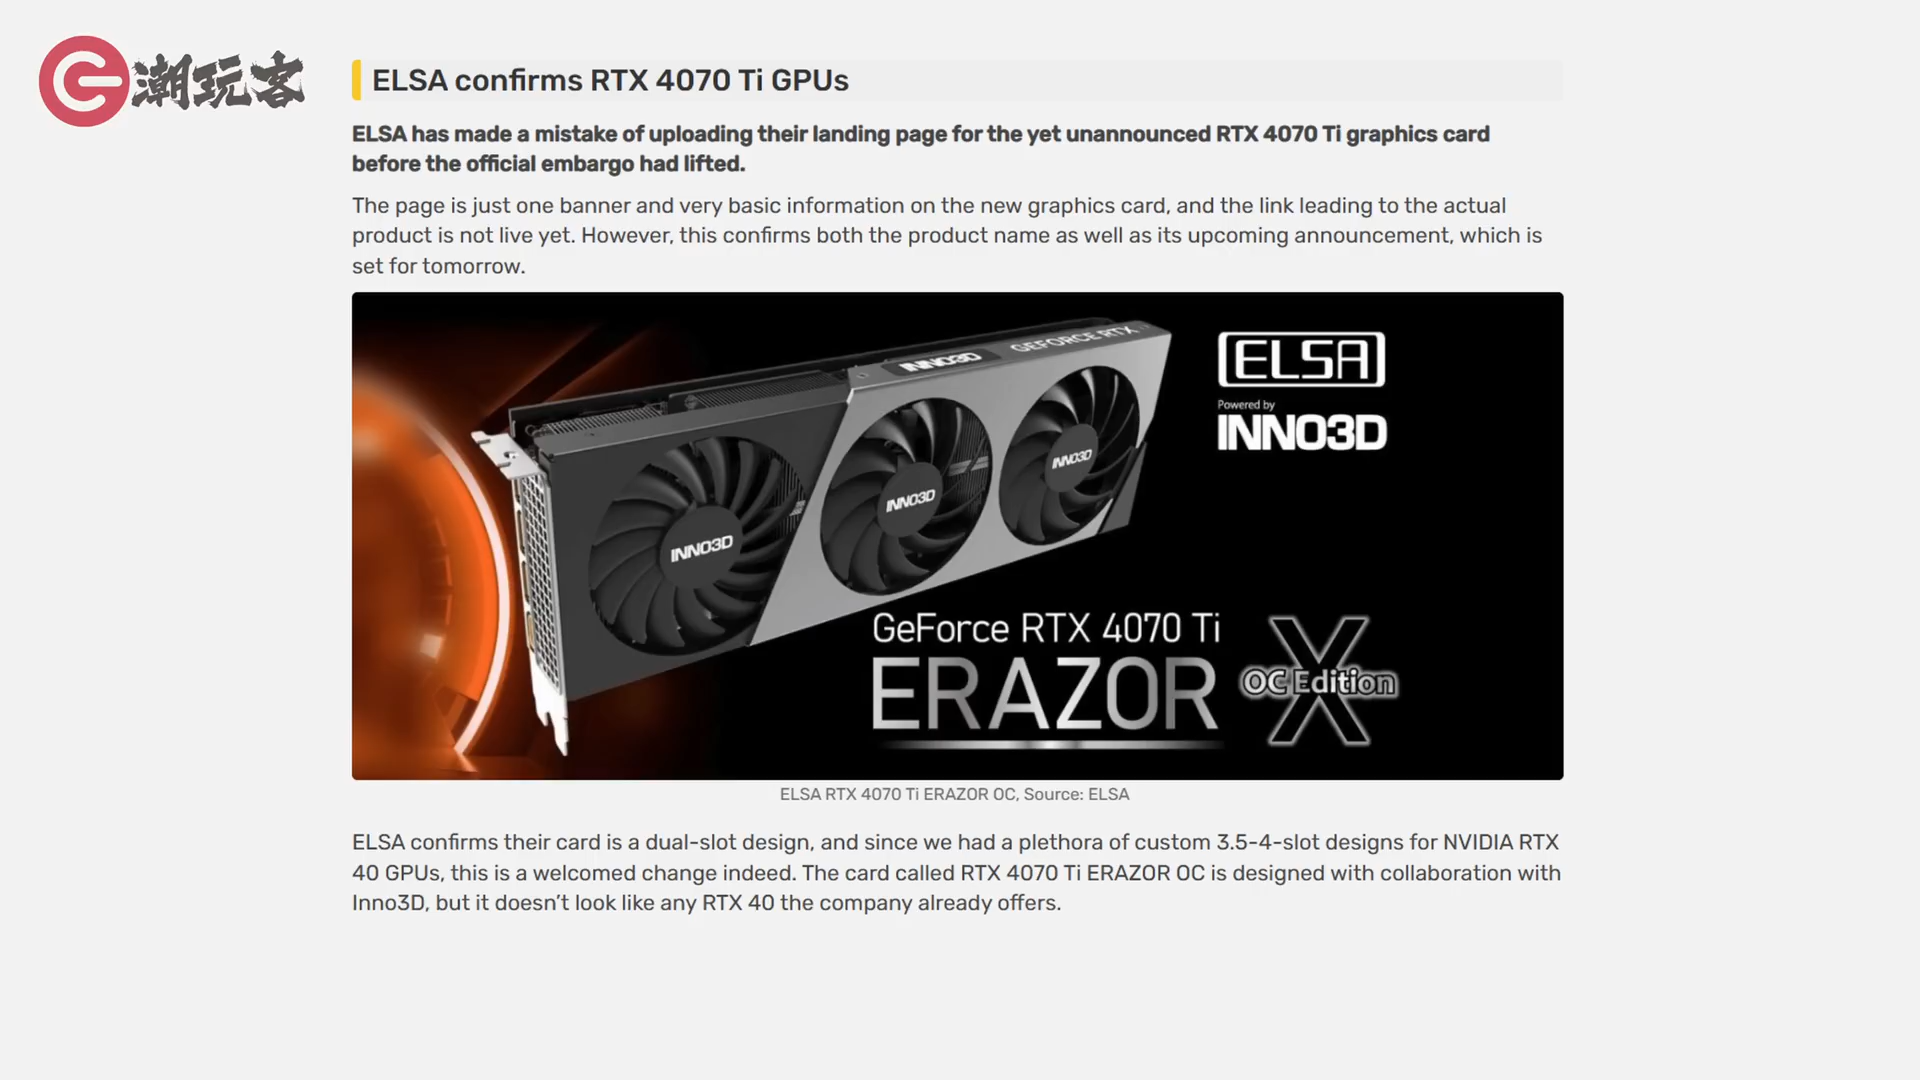 潮玩客
ELSA confirms RTX 4070 Ti GPUs
ELSA has made a mistake of uploading their landing page for the yet unannounced RTX 4070 Ti graphics card
before the official embargo had lifted.
The page is just one banner and very basic information on the new graphics card, and the link leading to the actual
product is not live yet. However, this confirms both the product name as well as its upcoming announcement, which is
set for tomorrow.
INNO3D
GEFORCE RTX
INNO3D
INNO3D
INNO3D
ELSA
Powered by
INNO3D
GeForce RTX 4070 Ti
ERAZOR
X
OC Edition
ELSA RTX 4070 Ti ERAZOR OC, Source: ELSA
ELSA confirms their card is a dual-slot design, and since we had a plethora of custom 3.5-4-slot designs for NVIDIA RTX
40 GPUs, this is a welcomed change indeed. The card called RTX 4070 Ti ERAZOR OC is designed with collaboration with
Inno3D, but it doesn’t look like any RTX 40 the company already offers.